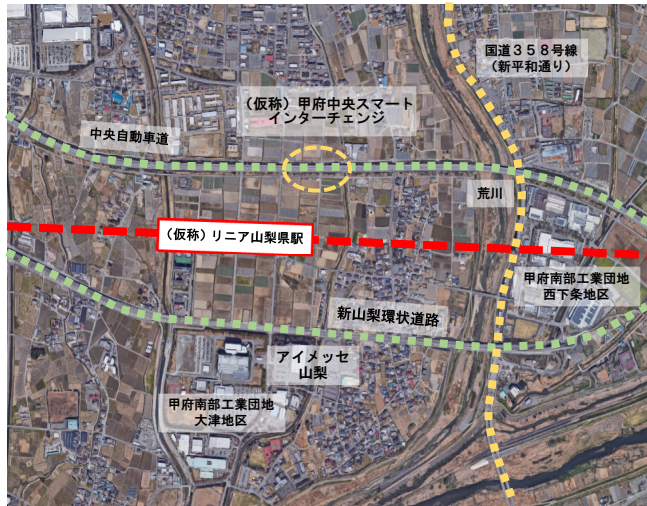 国道３５８号線
（新平和通り）
（仮称）甲府中央スマート
インターチェンジ
中央自動車道
荒川
（仮称）リニア山梨県駅
甲府南部工業団地
西下条地区
新山梨環状道路
アイメッセ
山梨
甲府南部工業団地
大津地区